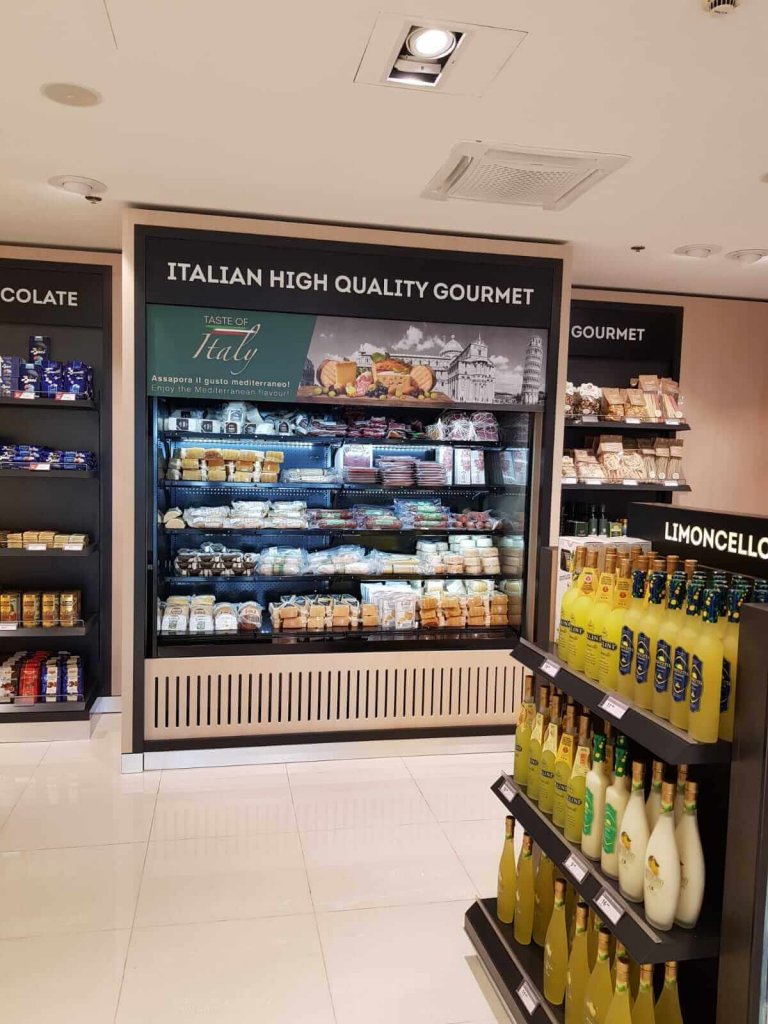 COLATE
ITALIAN HIGH QUALITY GOURMET
TASTE OF
Italy
Assapora il gusto mediterraneo!
Enjoy the Mediterranean flavour!
GOURMET
LIMONCELLO